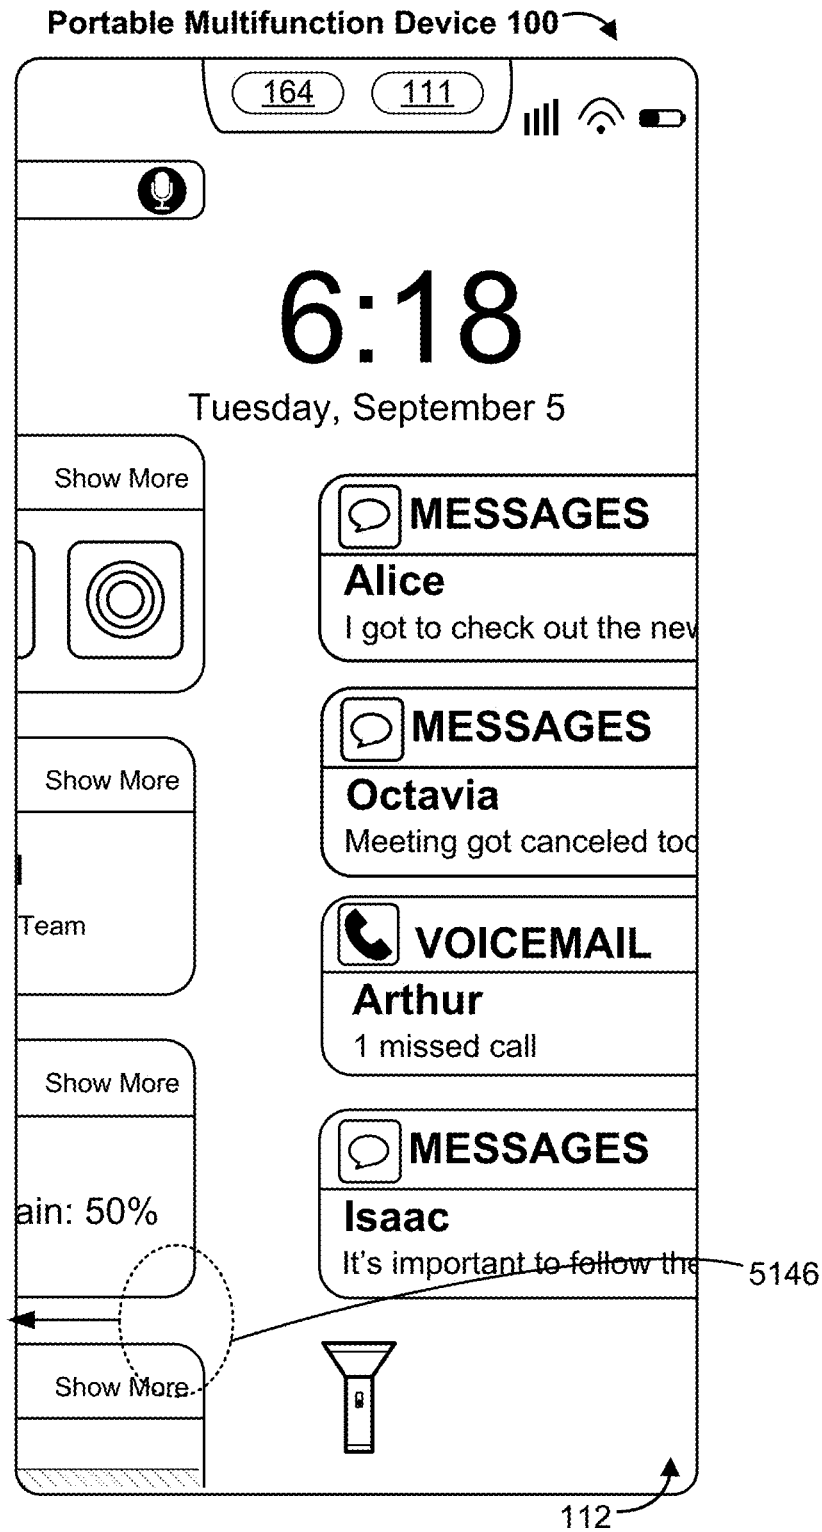 Portable Multifunction Device 100
164 111
6:18
Tuesday, September 5
Show More
MESSAGES
Alice
I got to check out the new
Show More
MESSAGES
Octavia
Meeting got canceled too
Team
VOICEMAIL
Arthur
1 missed call
Show More
MESSAGES
ain: 50%
Isaac
It's important to follow the
5146
Show More
112